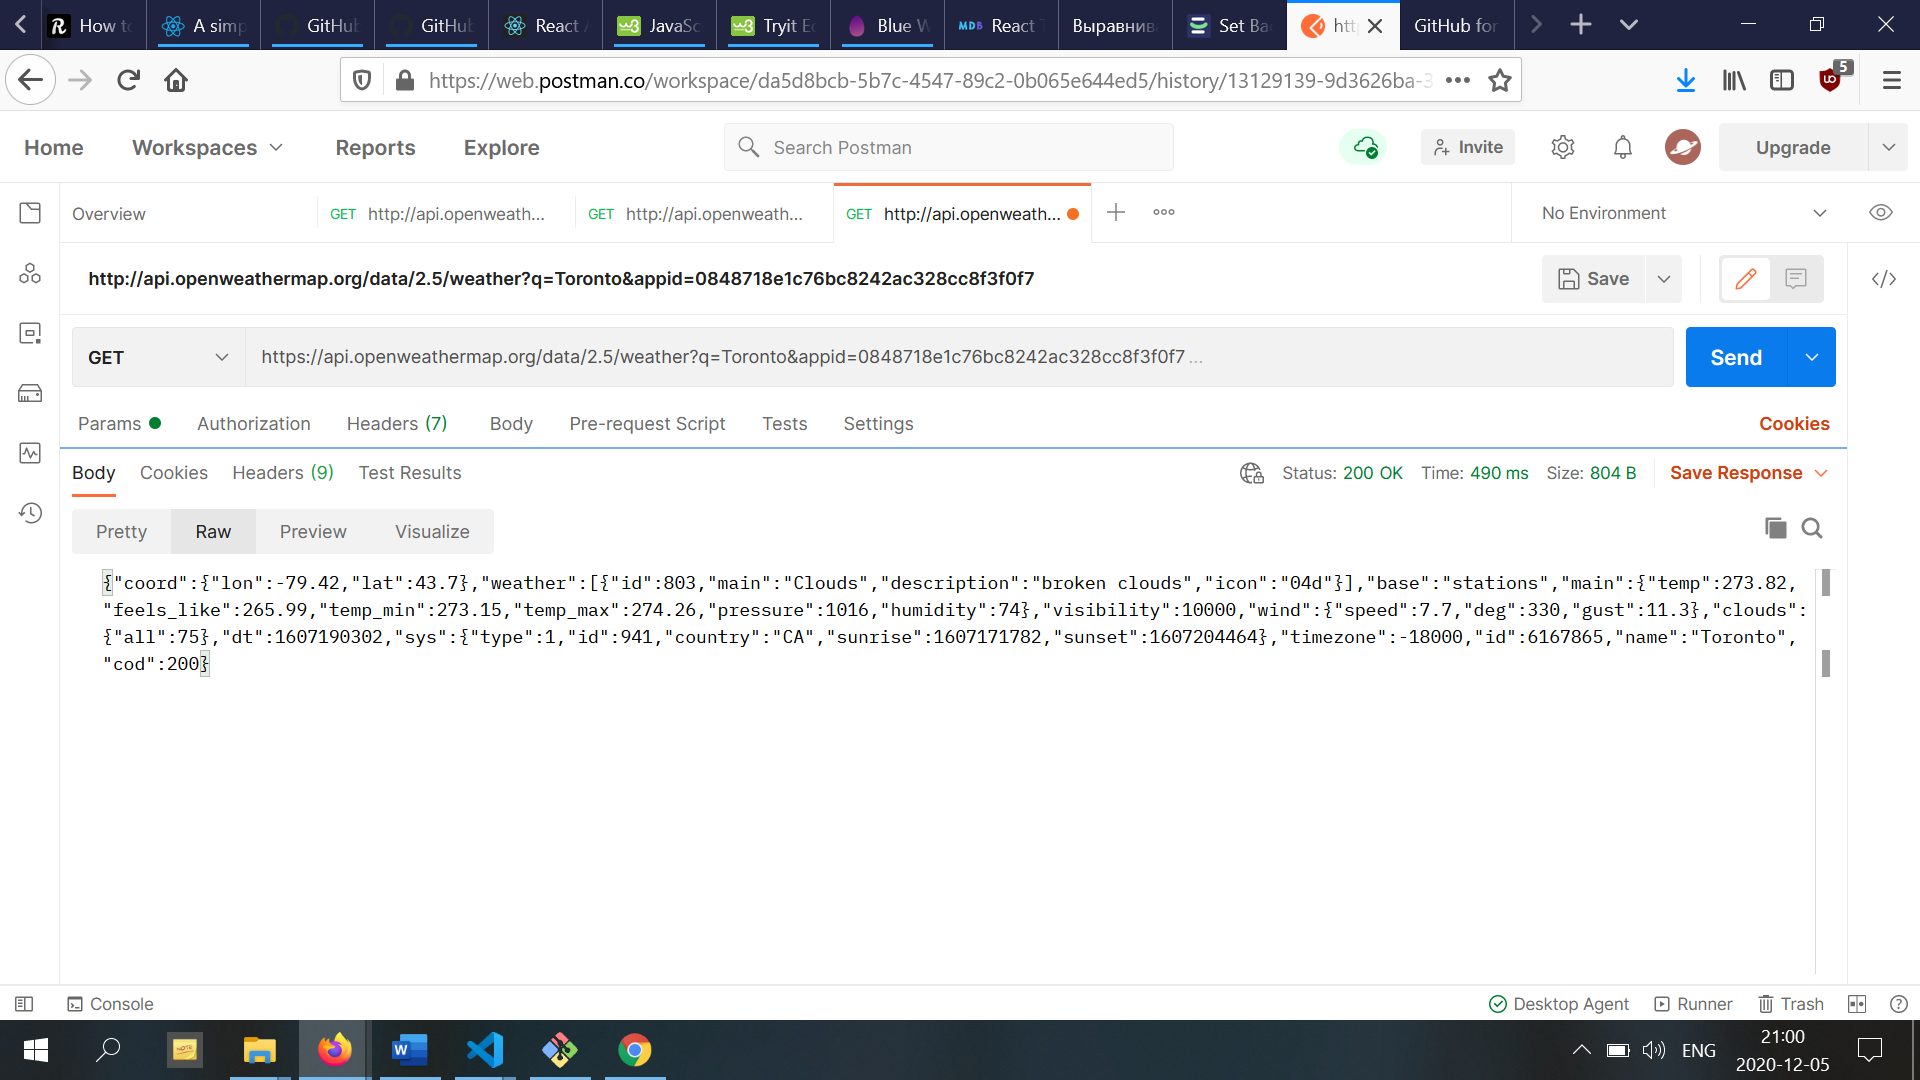 How to
A simp
GitHub
GitHub
React A
JavaSc
Tryit Ed
Blue W
MDB React T
Выравнива
Set Ba
http
GitHub for
https://web.postman.co/workspace/da5d8bcb-5b7c-4547-89c2-0b065e644ed5/history/13129139-9d3626ba-3
5
Home Workspaces Reports Explore Search Postman Invite Upgrade
Overview GET http://api.openweath... GET http://api.openweath... GET http://api.openweath... No Environment
http://api.openweathermap.org/data/2.5/weather?q=Toronto&appid=0848718e1c76bc8242ac328cc8f3f0f7 Save
GET https://api.openweathermap.org/data/2.5/weather?q=Toronto&appid=0848718e1c76bc8242ac328cc8f3f0f7 ... Send
Params Authorization Headers (7) Body Pre-request Script Tests Settings Cookies
Body Cookies Headers (9) Test Results Status: 200 OK Time: 490 ms Size: 804 B Save Response
Pretty Raw Preview Visualize
{"coord":{"lon":-79.42,"lat":43.7},"weather":[{"id":803,"main":"Clouds","description":"broken clouds","icon":"04d"}],"base":"stations","main":{"temp":273.82,
"feels_like":265.99,"temp_min":273.15,"temp_max":274.26,"pressure":1016,"humidity":74},"visibility":10000,"wind":{"speed":7.7,"deg":330,"gust":11.3},"clouds":
{"all":75},"dt":1607190302,"sys":{"type":1,"id":941,"country":"CA","sunrise":1607171782,"sunset":1607204464},"timezone":-18000,"id":6167865,"name":"Toronto",
"cod":200}
Console Desktop Agent Runner Trash
ENG
21:00
2020-12-05